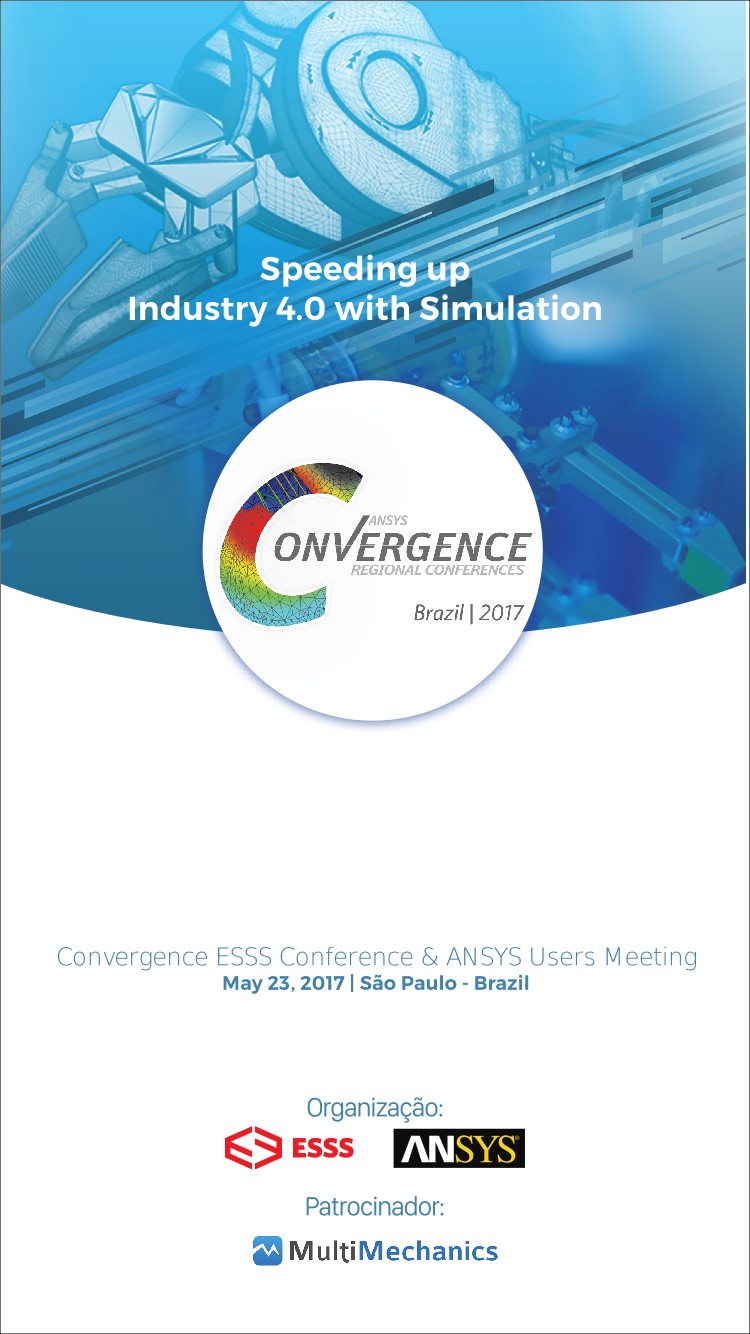 Speeding up
Industry 4.0 with Simulation
ANSYS
CONVERGENCE
REGIONAL CONFERENCES
Brazil | 2017
Convergence ESSS Conference & ANSYS Users Meeting
May 23, 2017 | São Paulo - Brazil
Organização:
ESSS ANSYS®
Patrocinador:
MultiMechanics